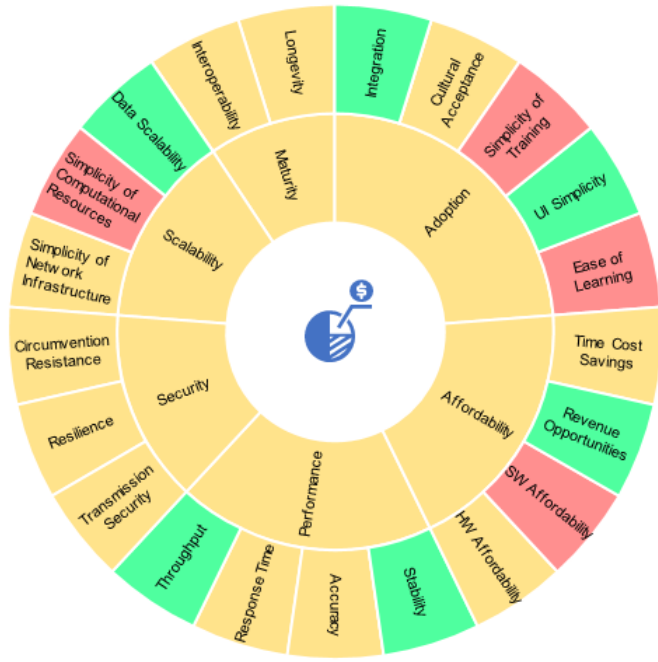 Integration
Cultural
Acceptance
Simplicity of
Training
UI Simplicity
Ease of
Learning
Time Cost
Savings
Revenue
Opportunities
SW Affordability
HW Affordability
Stability
Accuracy
Response Time
Throughput
Transmission
Security
Resilience
Circumvention
Resistance
Simplicity of
Network
Infrastructure
Simplicity of
Computational
Resources
Data Scalability
Interoperability
Longevity
Adoption
Affordability
Performance
Security
Scalability
Maturity
$